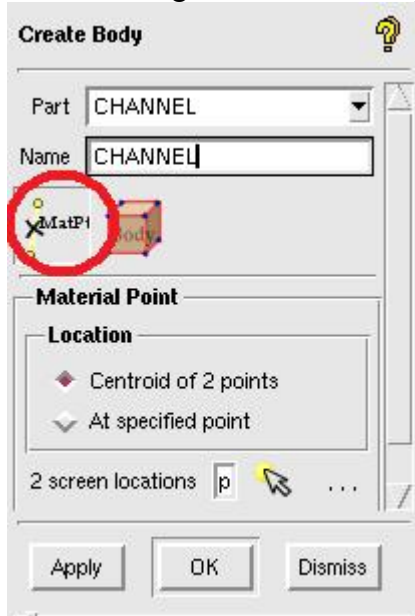 Create Body
Part CHANNEL
Name CHANNEL
MatPt Body
Material Point
Location
Centroid of 2 points
At specified point
2 screen locations p ...
Apply OK Dismiss